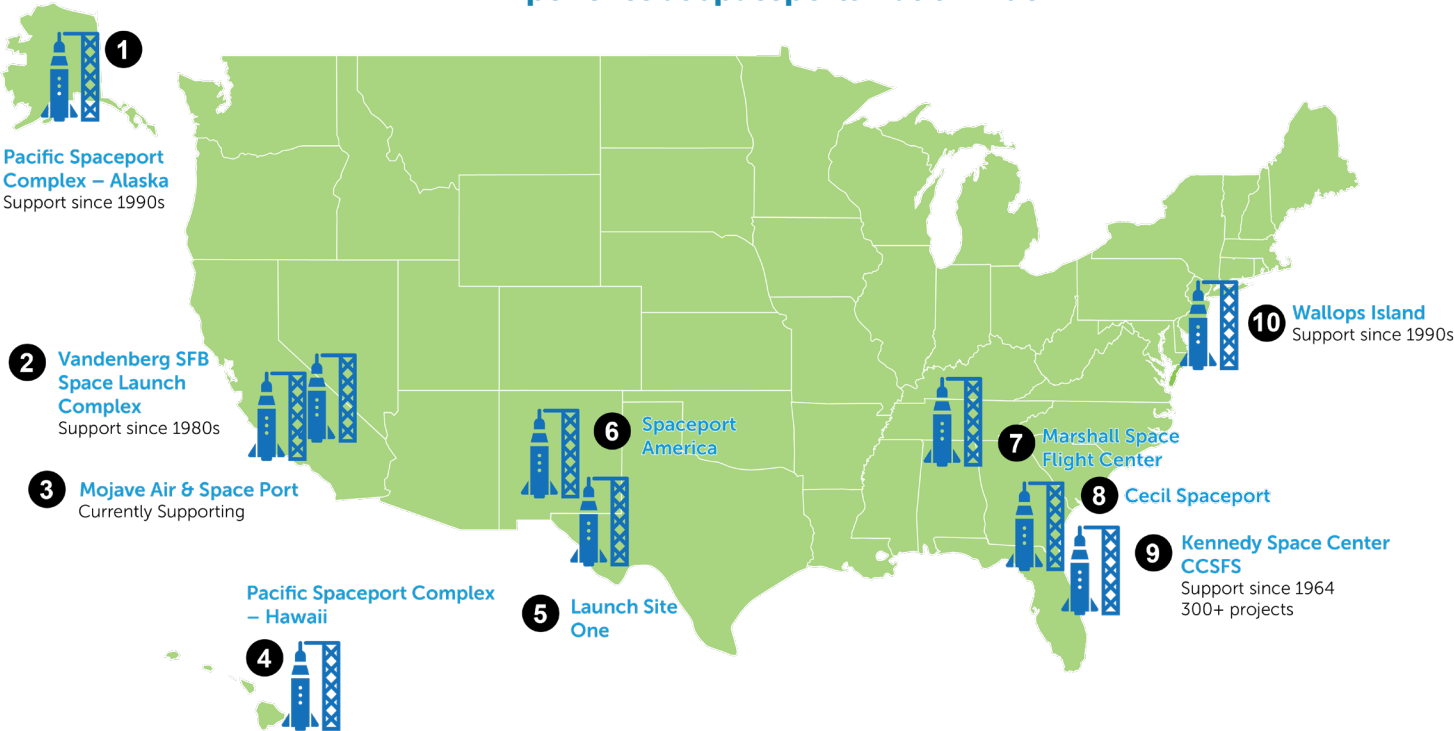 1
Pacific Spaceport
Complex – Alaska
Support since 1990s
2
Vandenberg SFB
Space Launch
Complex
Support since 1980s
3
Mojave Air & Space Port
Currently Supporting
Pacific Spaceport Complex
– Hawaii
4
5
Launch Site
One
6
Spaceport
America
7
Marshall Space
Flight Center
8
Cecil Spaceport
9
Kennedy Space Center
CCSFS
Support since 1964
300+ projects
10
Wallops Island
Support since 1990s